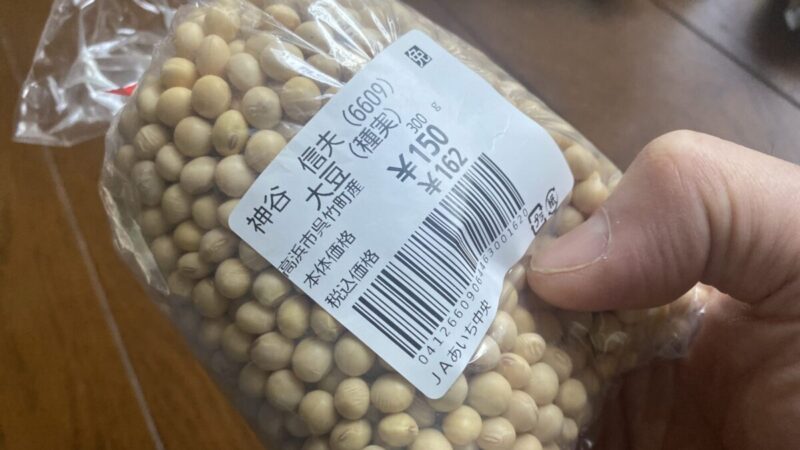 免
神谷 信夫 (6609)
大豆 (種実) 300 g
高浜市呉竹町産
本体価格 ¥150
税込価格 ¥162
0412660906463001620
JAあいち中央